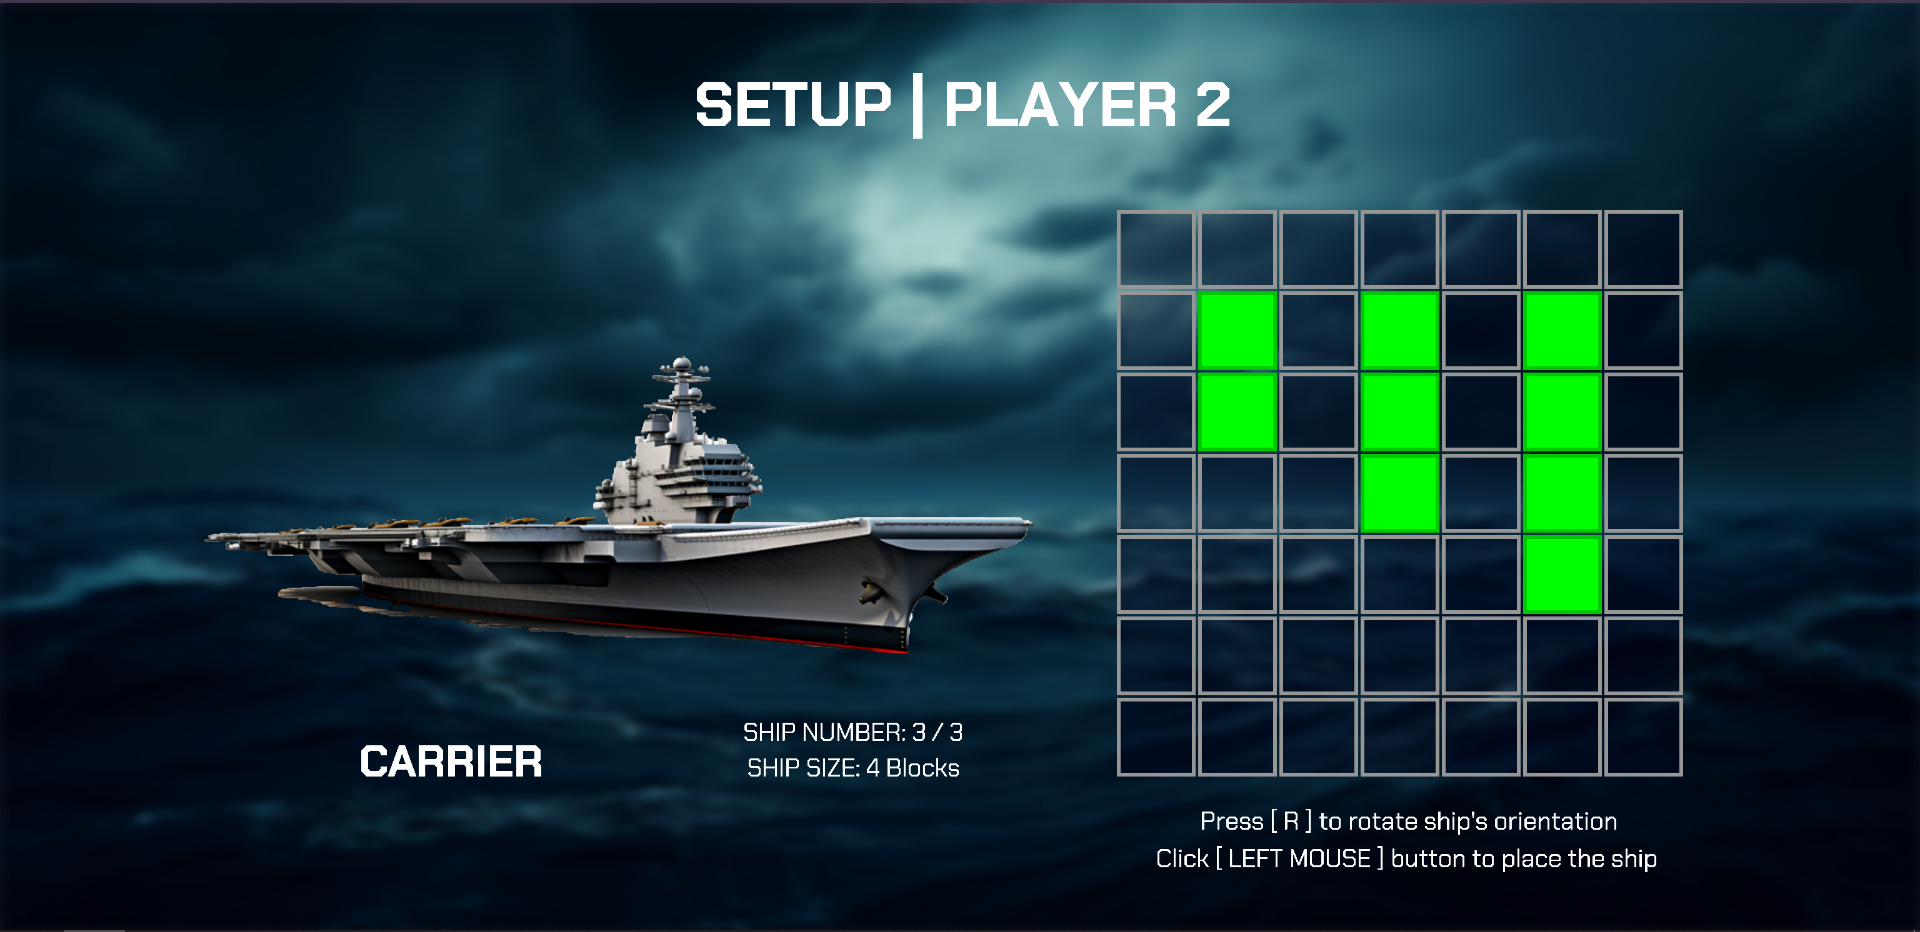 SETUP | PLAYER 2
CARRIER
SHIP NUMBER: 3 / 3
SHIP SIZE: 4 Blocks
Press [ R ] to rotate ship's orientation
Click [ LEFT MOUSE ] button to place the ship